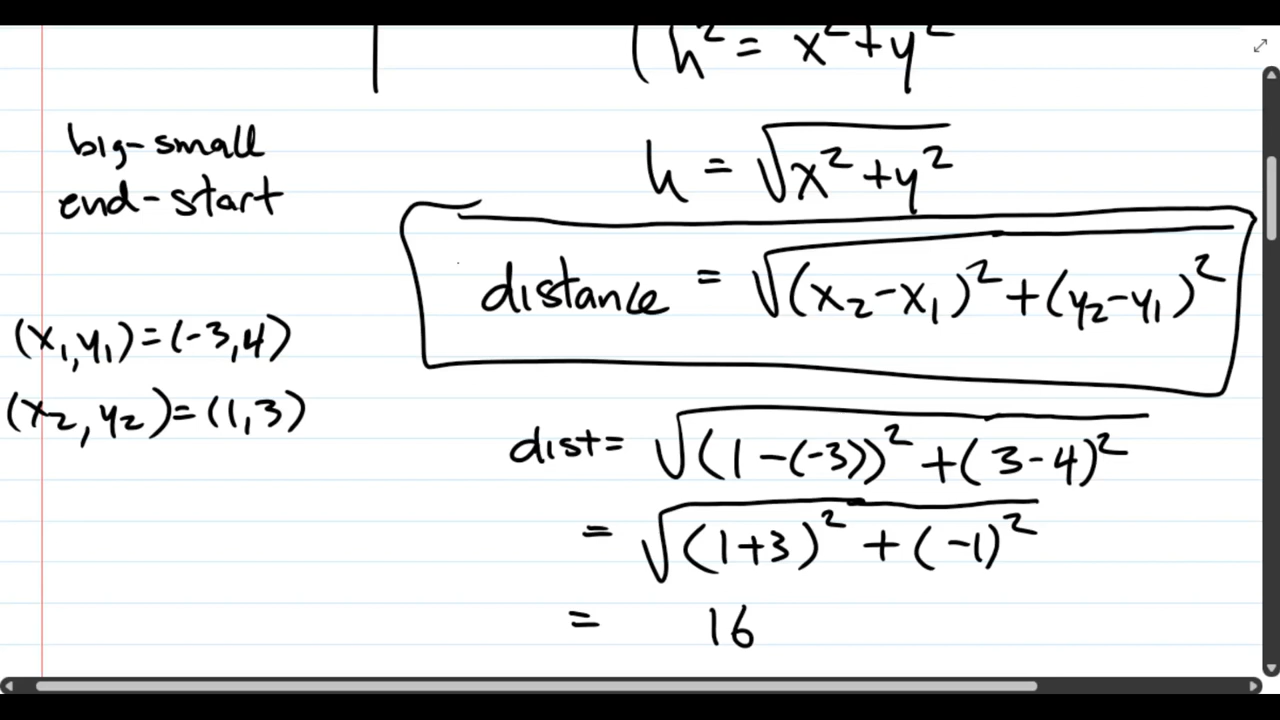 (h² = x²+y²
big-small
h = √x²+y²
end-start
distance = √(x₂-x₁)²+(y₂-y₁)²
(x₁,y₁)=(-3,4)
(x₂,y₂)=(1,3)
dist= √(1-(-3))²+(3-4)²
= √(1+3)²+(-1)²
= 16